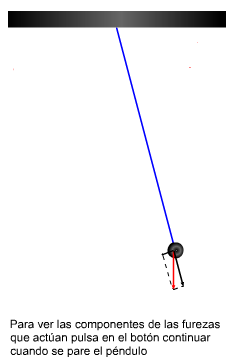 Para ver las componentes de las furezas
que actúan pulsa en el botón continuar
cuando se pare el péndulo